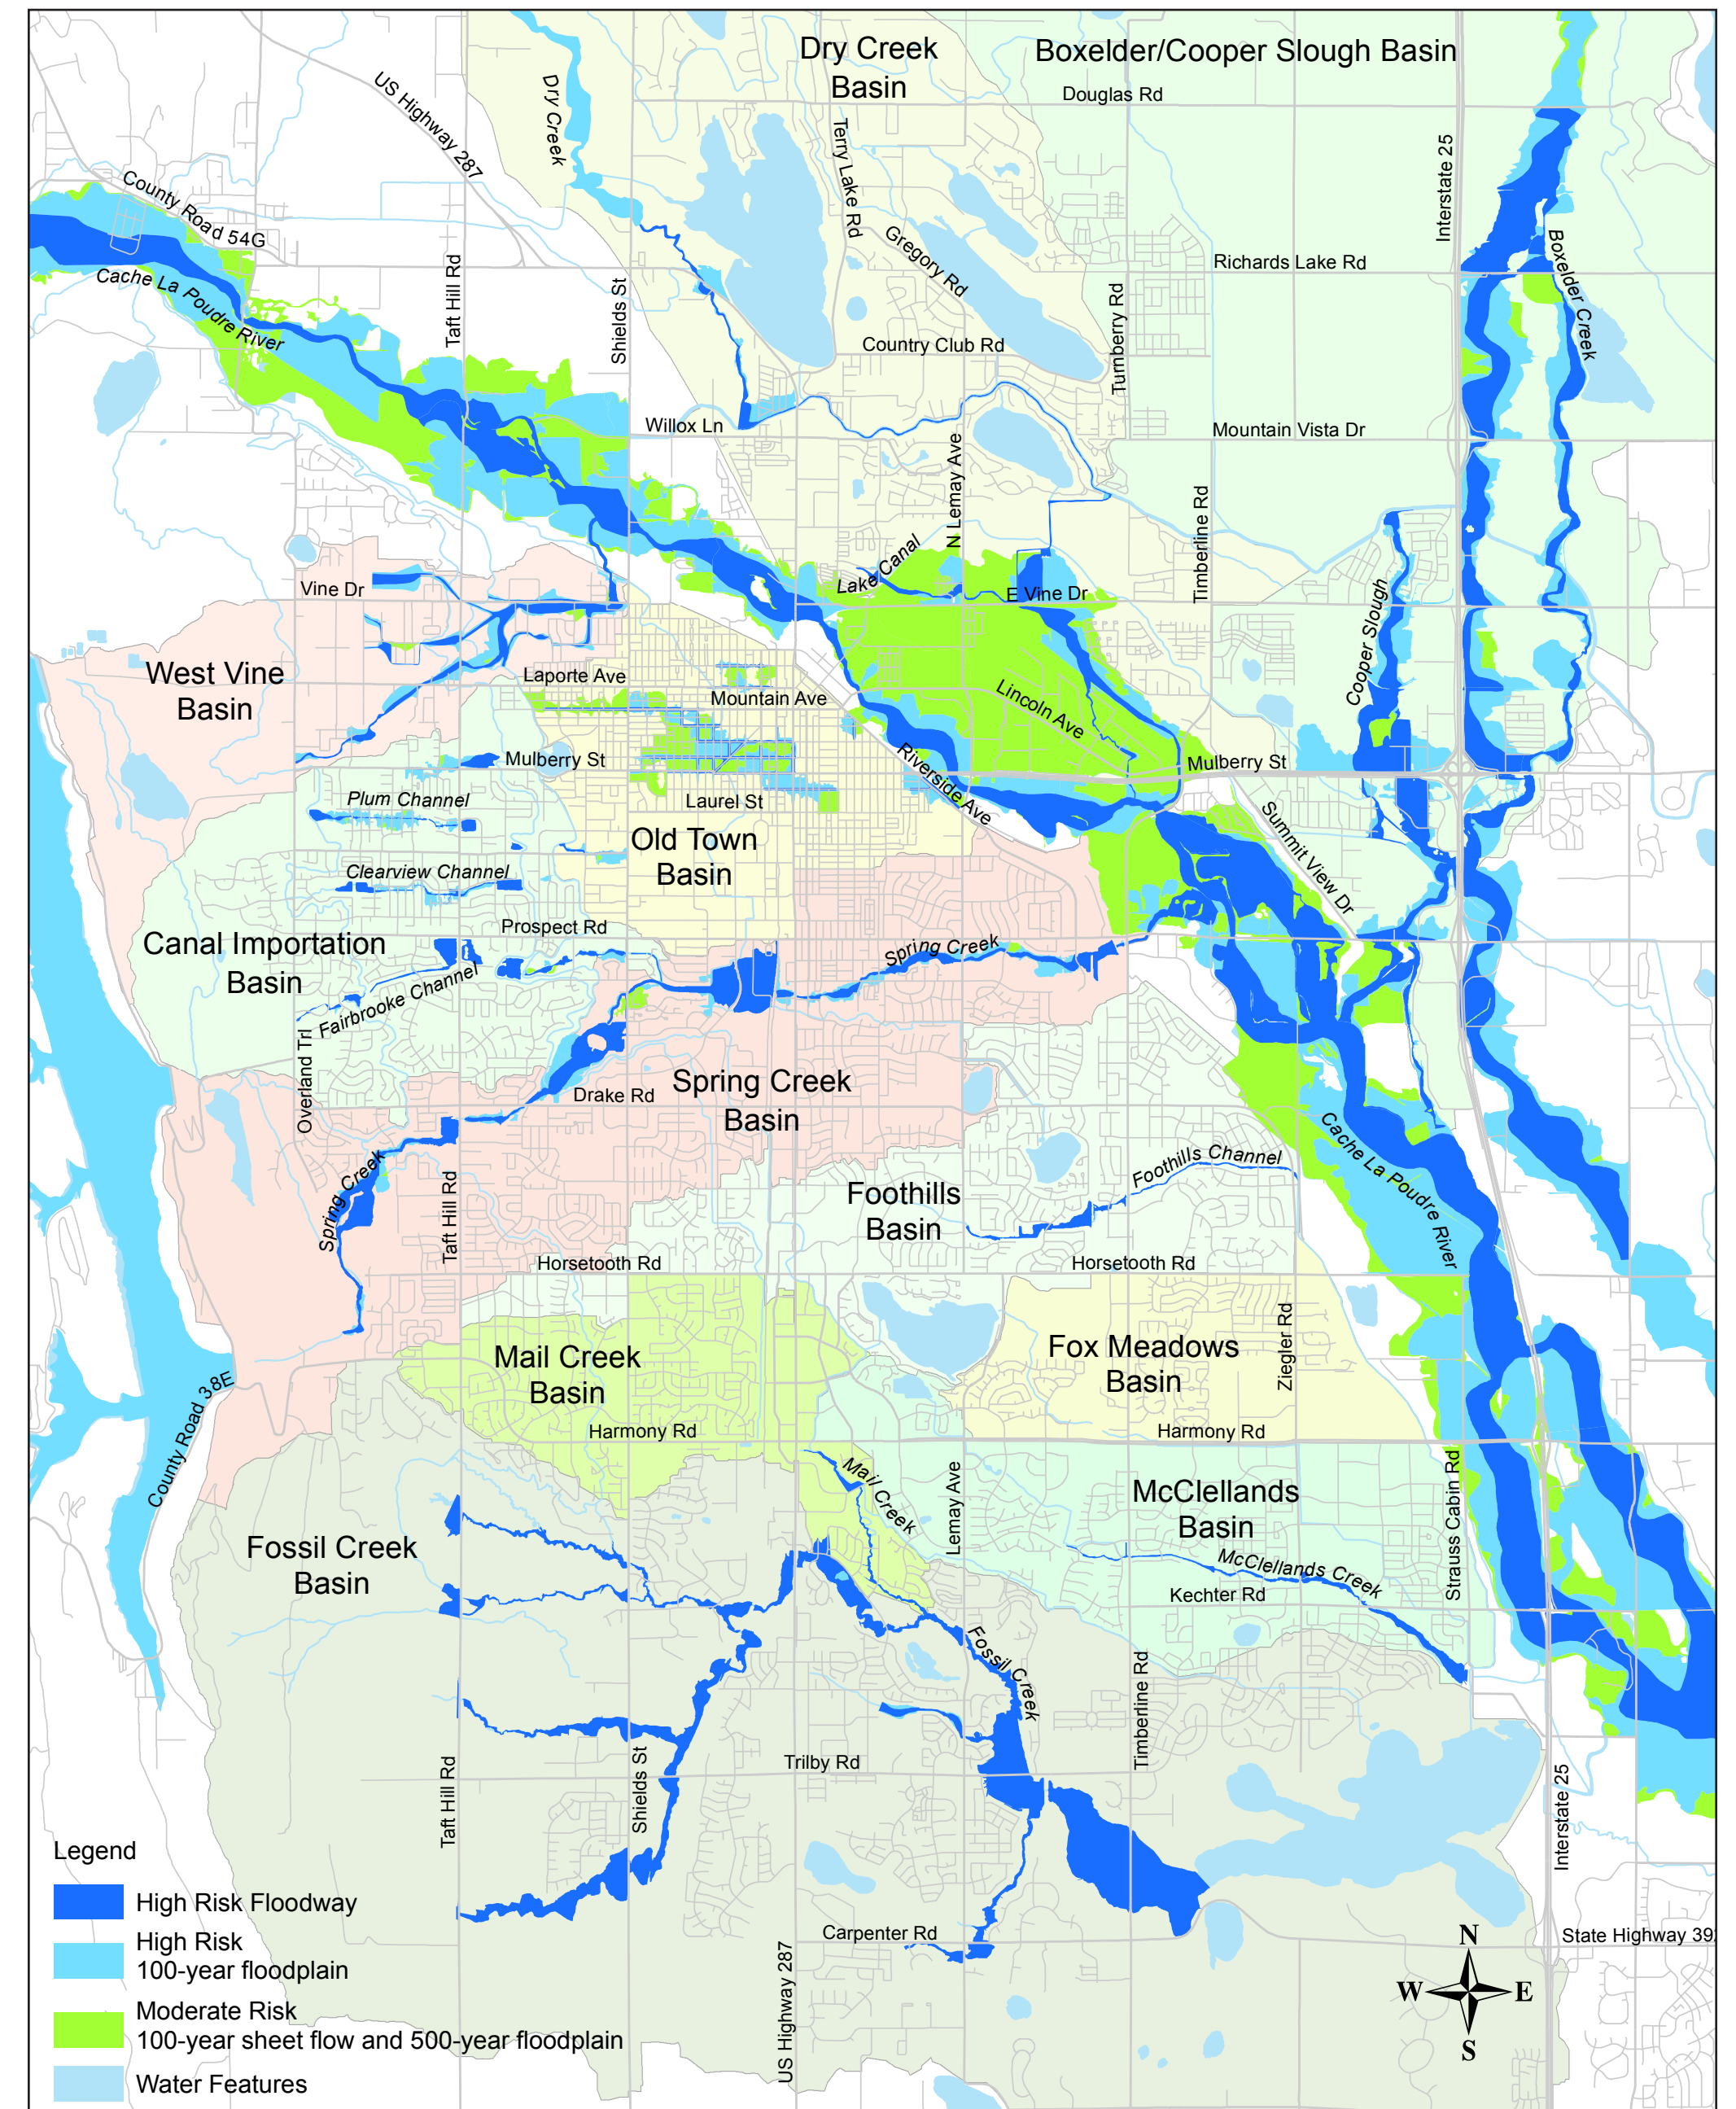 Dry Creek
Basin
Boxelder/Cooper Slough Basin
Douglas Rd
US Highway 287
Dry Creek
Terry Lake Rd
Interstate 25
County Road 54G
Gregory Rd
Boxelder Creek
Richards Lake Rd
Cache La Poudre River
Taft Hill Rd
Shields St
Turnberry Rd
Country Club Rd
Willox Ln
Mountain Vista Dr
N Lemay Ave
Timberline Rd
Lake Canal
Vine Dr
E Vine Dr
Cooper Slough
West Vine
Basin
Laporte Ave
Mountain Ave
Lincoln Ave
Mulberry St
Riverside Ave
Mulberry St
Plum Channel
Laurel St
Summit View Dr
Old Town
Basin
Clearview Channel
Prospect Rd
Canal Importation
Basin
Spring Creek
Fairbrooke Channel
Overland Trl
Spring Creek
Basin
Drake Rd
Cache La Poudre River
Spring Creek
Taft Hill Rd
Foothills Channel
Foothills
Basin
Horsetooth Rd
Horsetooth Rd
Mail Creek
Basin
Fox Meadows
Basin
Ziegler Rd
County Road 38E
Harmony Rd
Harmony Rd
Mail Creek
Lemay Ave
McClellands
Basin
Strauss Cabin Rd
Fossil Creek
Basin
McClellands Creek
Kechter Rd
Fossil Creek
Timberline Rd
Taft Hill Rd
Shields St
Trilby Rd
Interstate 25
Carpenter Rd
State Highway 39
US Highway 287
Legend
High Risk Floodway
High Risk
100-year floodplain
Moderate Risk
100-year sheet flow and 500-year floodplain
Water Features
N
W E
S